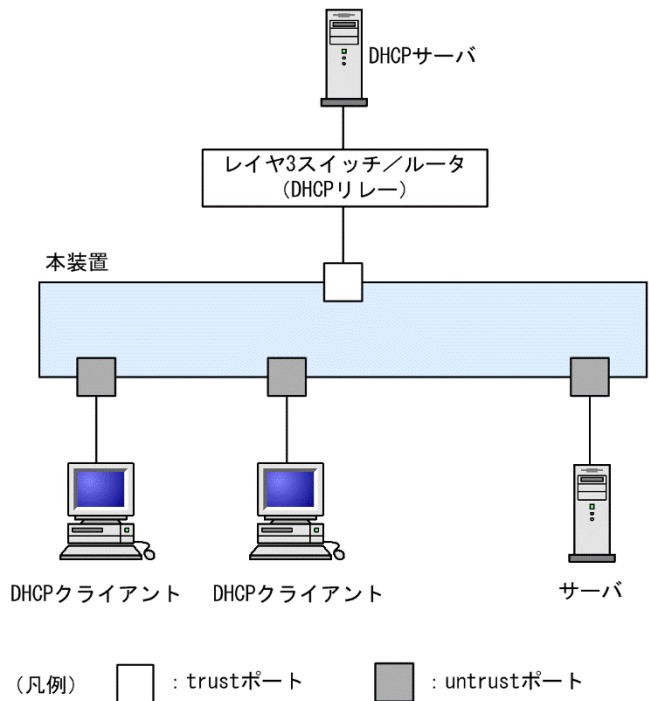 DHCPサーバ
レイヤ3スイッチ／ルータ
(DHCPリレー)
本装置
DHCPクライアント
DHCPクライアント
サーバ
(凡例)
：trustポート
：untrustポート